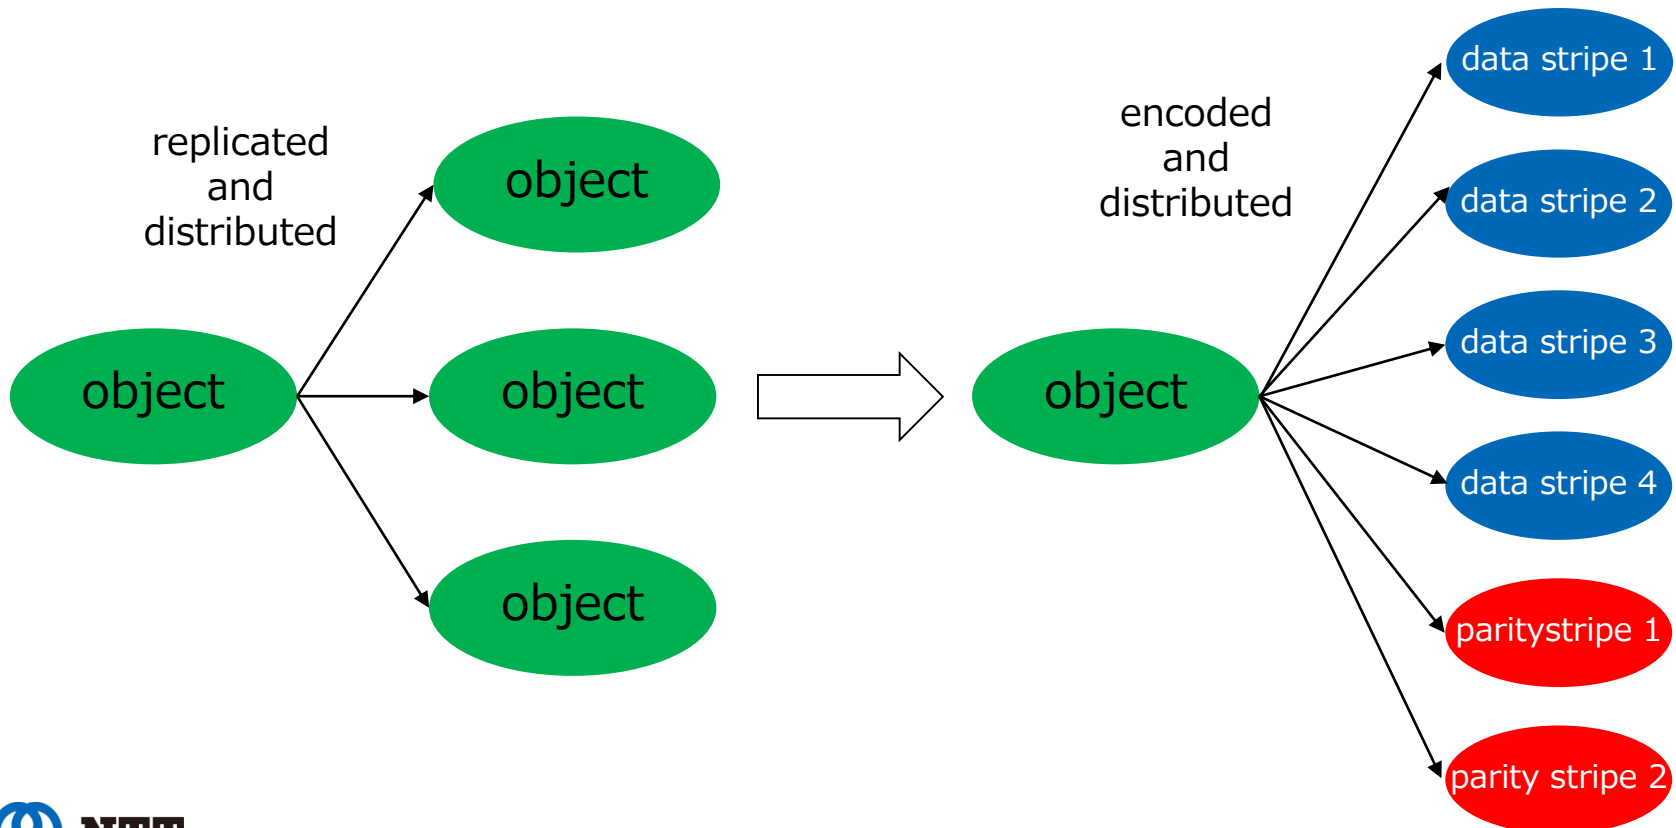 replicated
and
distributed
object
object
object
object
encoded
and
distributed
object
data stripe 1
data stripe 2
data stripe 3
data stripe 4
paritystripe 1
parity stripe 2
NTT